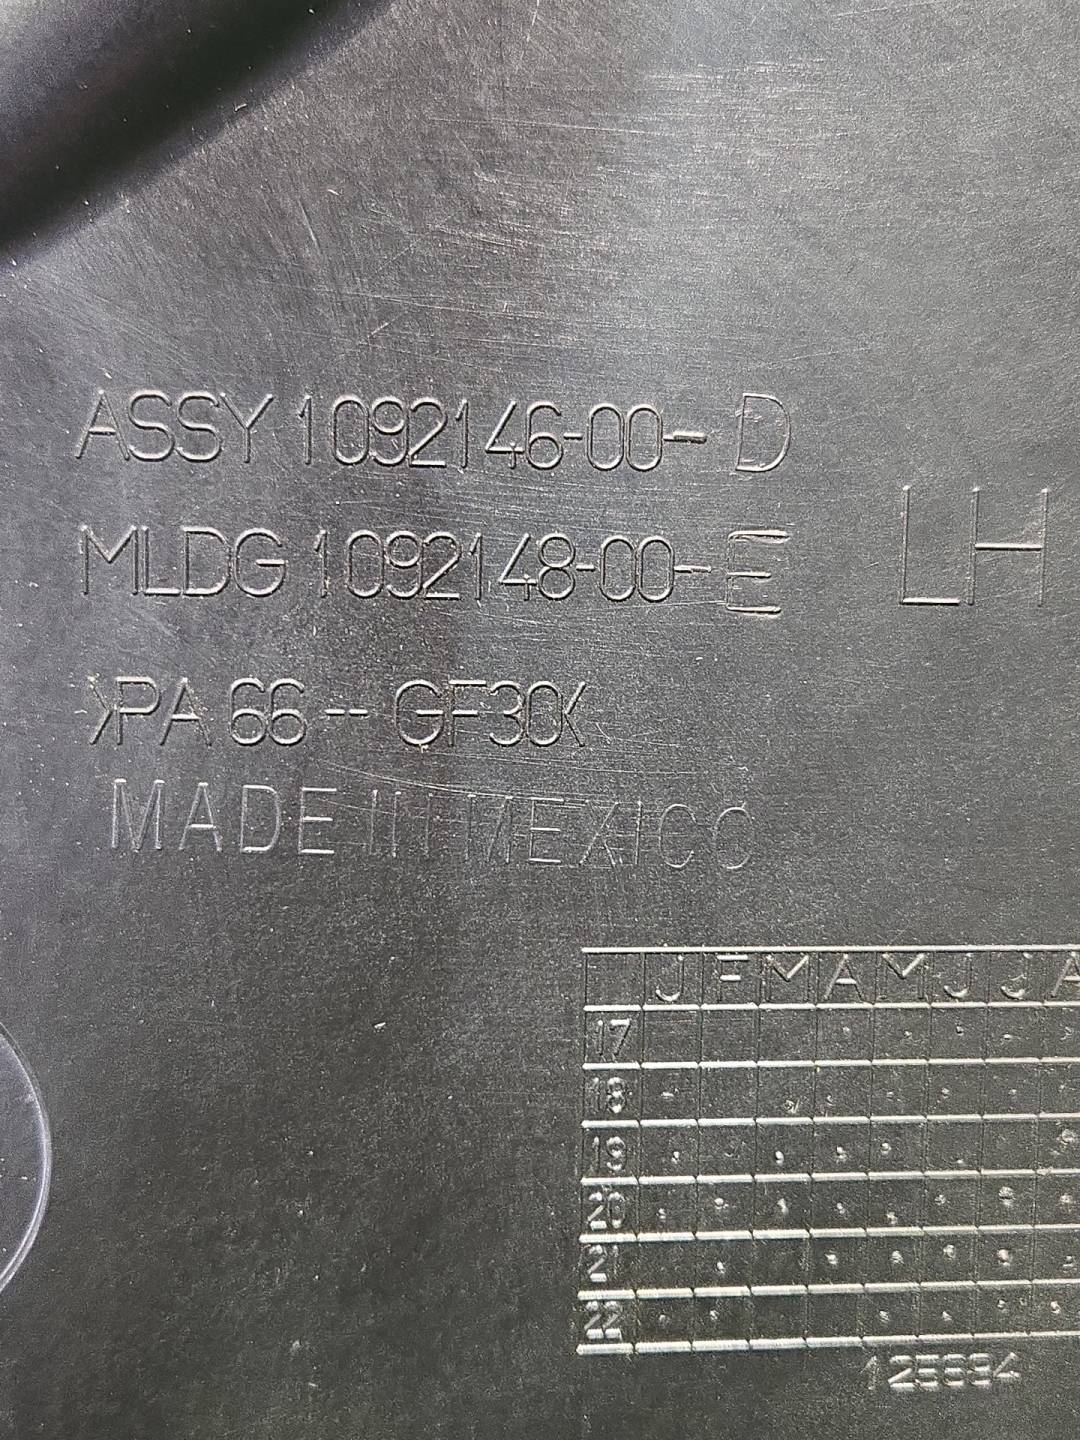 ASSY 1092146-00-D
MLDG 1092148-00-E
LH
>PA 66-- GF30<
MADE IN MEXICO
J F M A M J J A
17
18
19
20
21
22